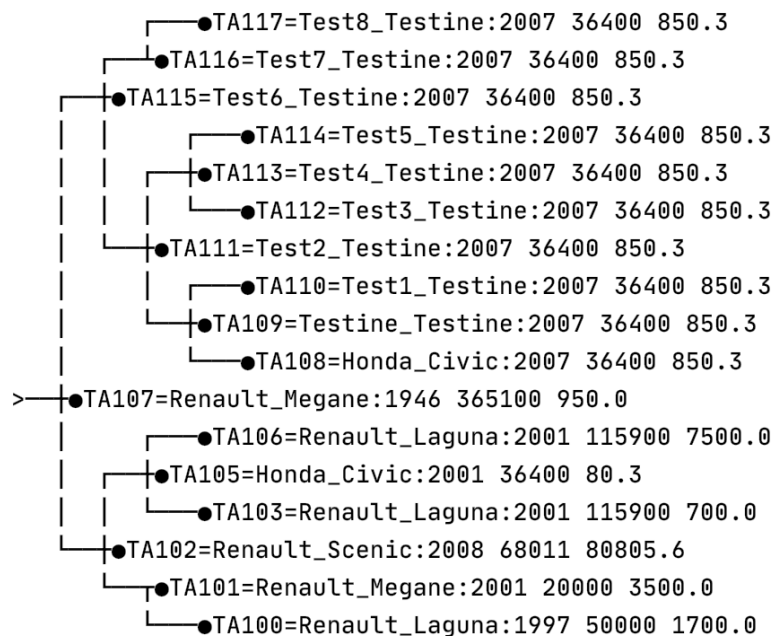 TA117=Test8_Testine:2007 36400 850.3
TA116=Test7_Testine:2007 36400 850.3
TA115=Test6_Testine:2007 36400 850.3
TA114=Test5_Testine:2007 36400 850.3
TA113=Test4_Testine:2007 36400 850.3
TA112=Test3_Testine:2007 36400 850.3
TA111=Test2_Testine:2007 36400 850.3
TA110=Test1_Testine:2007 36400 850.3
TA109=Testine_Testine:2007 36400 850.3
TA108=Honda_Civic:2007 36400 850.3
>TA107=Renault_Megane:1946 365100 950.0
TA106=Renault_Laguna:2001 115900 7500.0
TA105=Honda_Civic:2001 36400 80.3
TA103=Renault_Laguna:2001 115900 700.0
TA102=Renault_Scenic:2008 68011 80805.6
TA101=Renault_Megane:2001 20000 3500.0
TA100=Renault_Laguna:1997 50000 1700.0